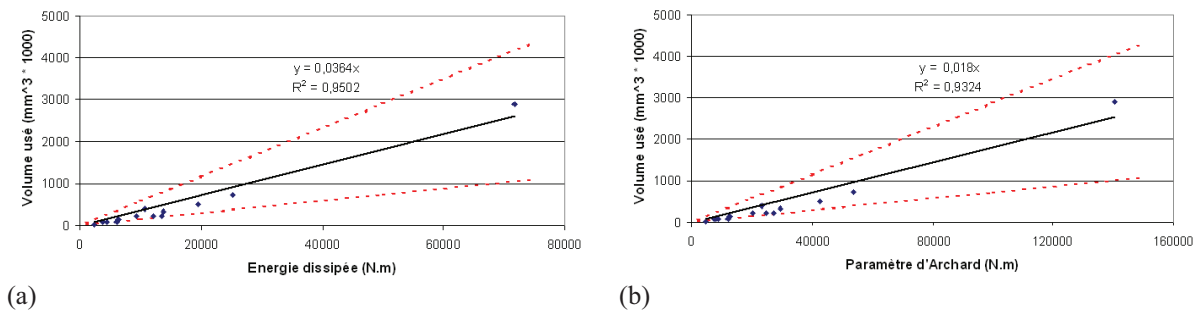 Volume usé (mm^3 * 1000)
5000
4000
3000
2000
1000
0
y = 0,0364x
R² = 0,9502
0
20000
40000
60000
80000
Energie dissipée (N.m)
(a)
Volume usé (mm^3 * 1000)
5000
4000
3000
2000
1000
0
y = 0,018x
R² = 0,9324
0
40000
80000
120000
160000
Paramètre d'Archard (N.m)
(b)